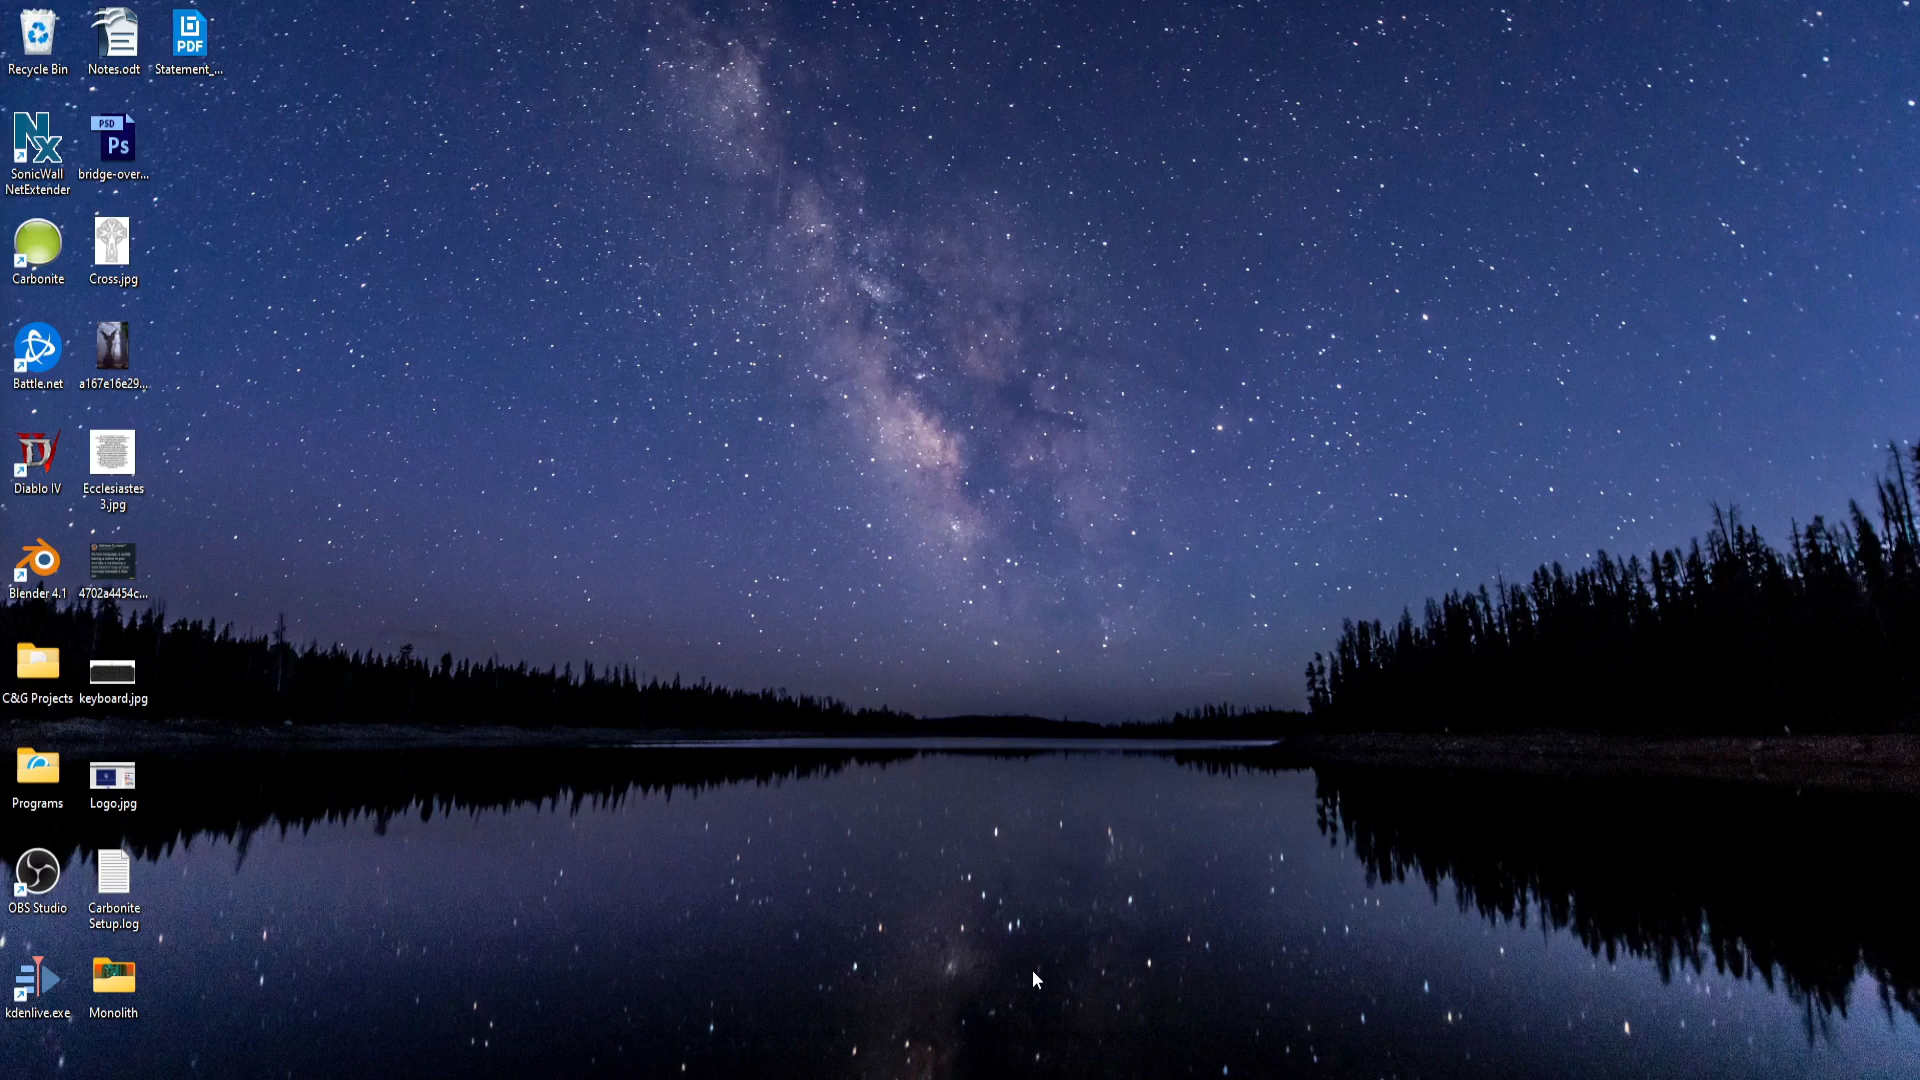 Recycle Bin
Notes.odt
PDF
Statement_...
Nx
SonicWall
NetExtender
PSD
Ps
bridge-over...
Carbonite
Cross.jpg
Battle.net
a167e16e29...
Diablo IV
Ecclesiastes
3.jpg
Blender 4.1
4702a4454c...
C&G Projects
keyboard.jpg
Programs
Logo.jpg
OBS Studio
Carbonite
Setup.log
kdenlive.exe
Monolith